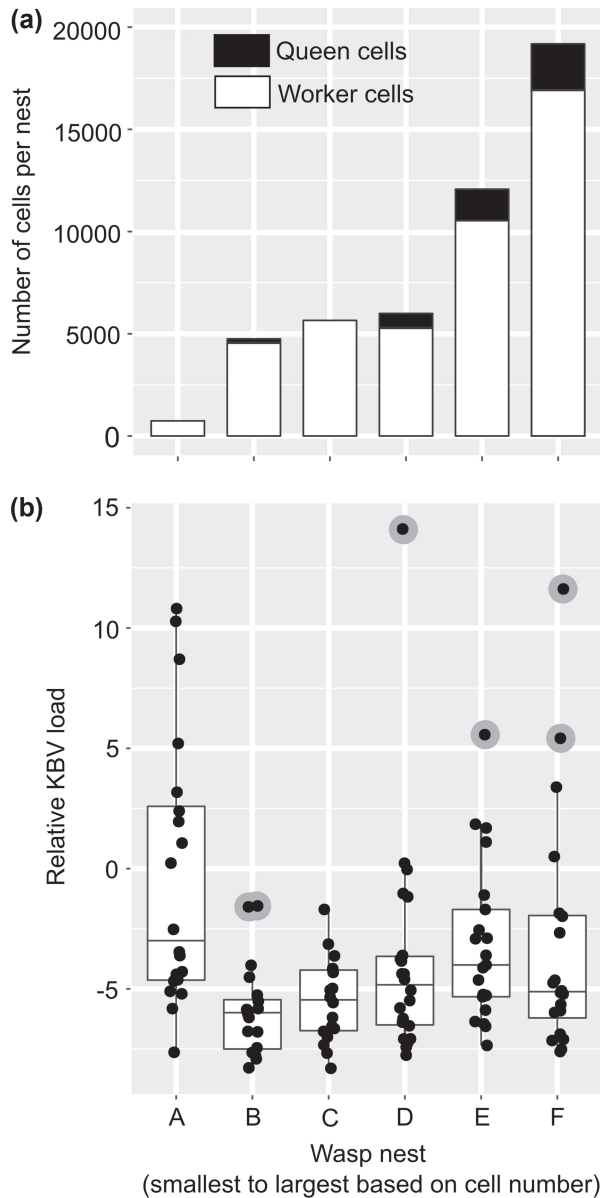 (a)
Number of cells per nest
20000
15000
10000
5000
0
Queen cells
Worker cells
(b)
Relative KBV load
15
10
5
0
-5
A B C D E F
Wasp nest
(smallest to largest based on cell number)